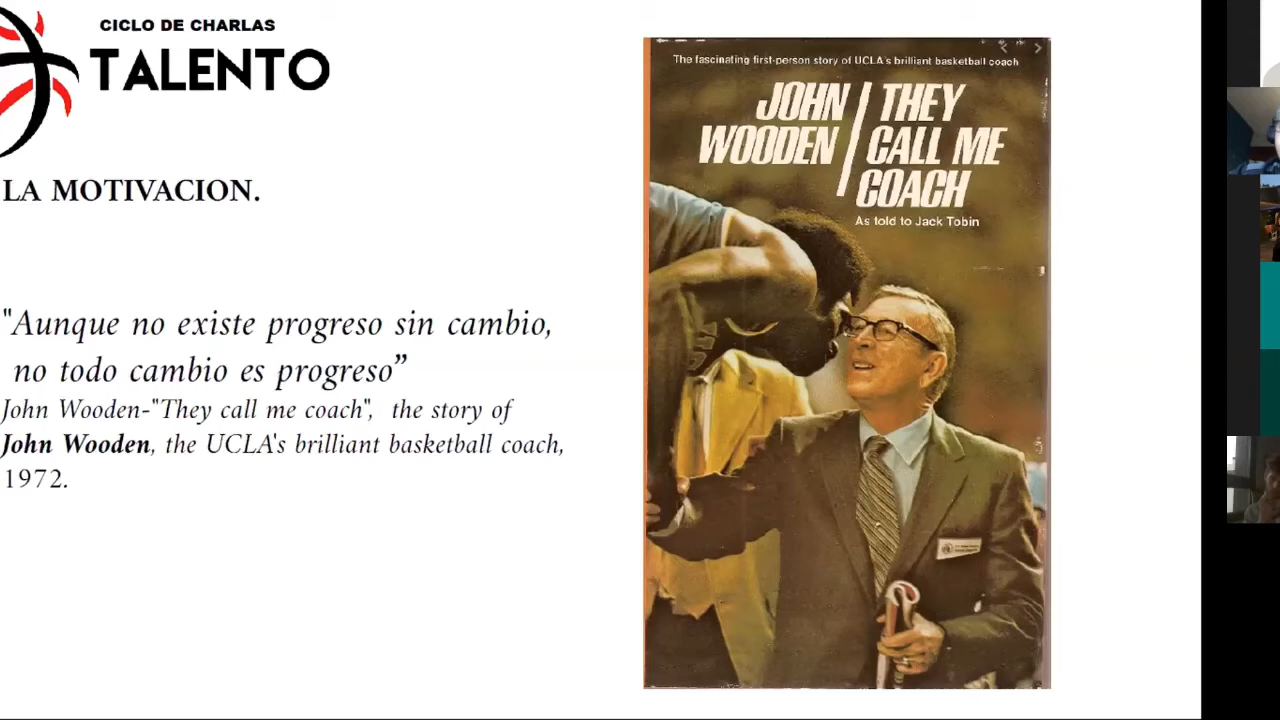 CICLO DE CHARLAS
TALENTO
LA MOTIVACION.
"Aunque no existe progreso sin cambio,
no todo cambio es progreso”
John Wooden-"They call me coach",  the story of
John Wooden, the UCLA's brilliant basketball coach,
1972.
The fascinating first-person story of UCLA's brilliant basketball coach
JOHN
WOODEN
THEY
CALL ME
COACH
As told to Jack Tobin